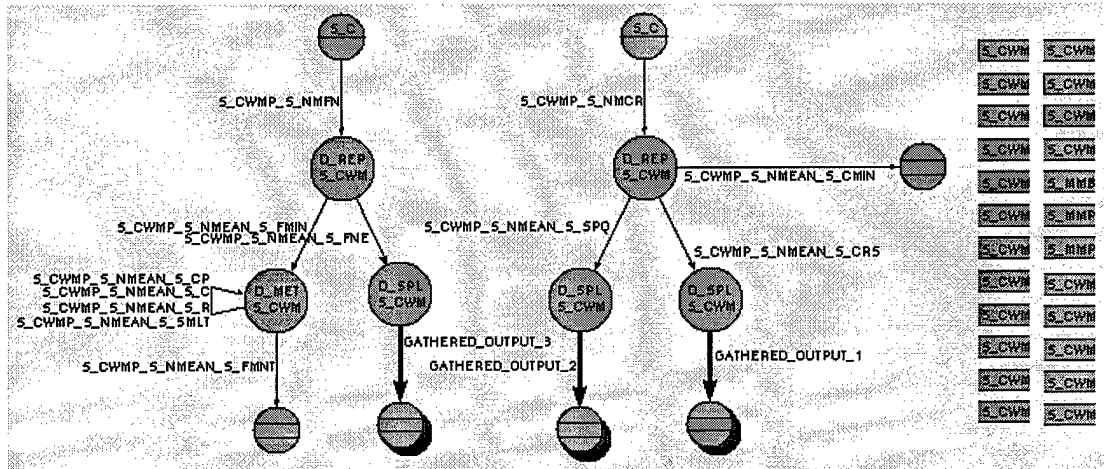 S_C
S_C
S_CWMP_S_NMFN
S_CWMP_S_NMCR
D_REP
S_CWM
D_REP
S_CWM
S_CWMP_S_NMEAN_S_CMIN
S_CWMP_S_NMEAN_S_FMIN
S_CWMP_S_NMEAN_S_FNE
S_CWMP_S_NMEAN_S_SPQ
S_CWMP_S_NMEAN_S_CRS
S_CWMP_S_NMEAN_S_CP
S_CWMP_S_NMEAN_S_C
S_CWMP_S_NMEAN_S_R
S_CWMP_S_NMEAN_S_SMLT
D_MET
S_CWM
D_SPL
S_CWM
D_SPL
S_CWM
D_SPL
S_CWM
GATHERED_OUTPUT_3
GATHERED_OUTPUT_2
GATHERED_OUTPUT_1
S_CWMP_S_NMEAN_S_FMNT
S_CWM S_CWM
S_CWM S_CWM
S_CWM S_CWM
S_CWM S_CWM
S_CWM S_MMP
S_CWM S_MMP
S_CWM S_MMP
S_CWM S_CWM
S_CWM S_CWM
S_CWM S_CWM
S_CWM S_CWM
S_CWM S_CWM